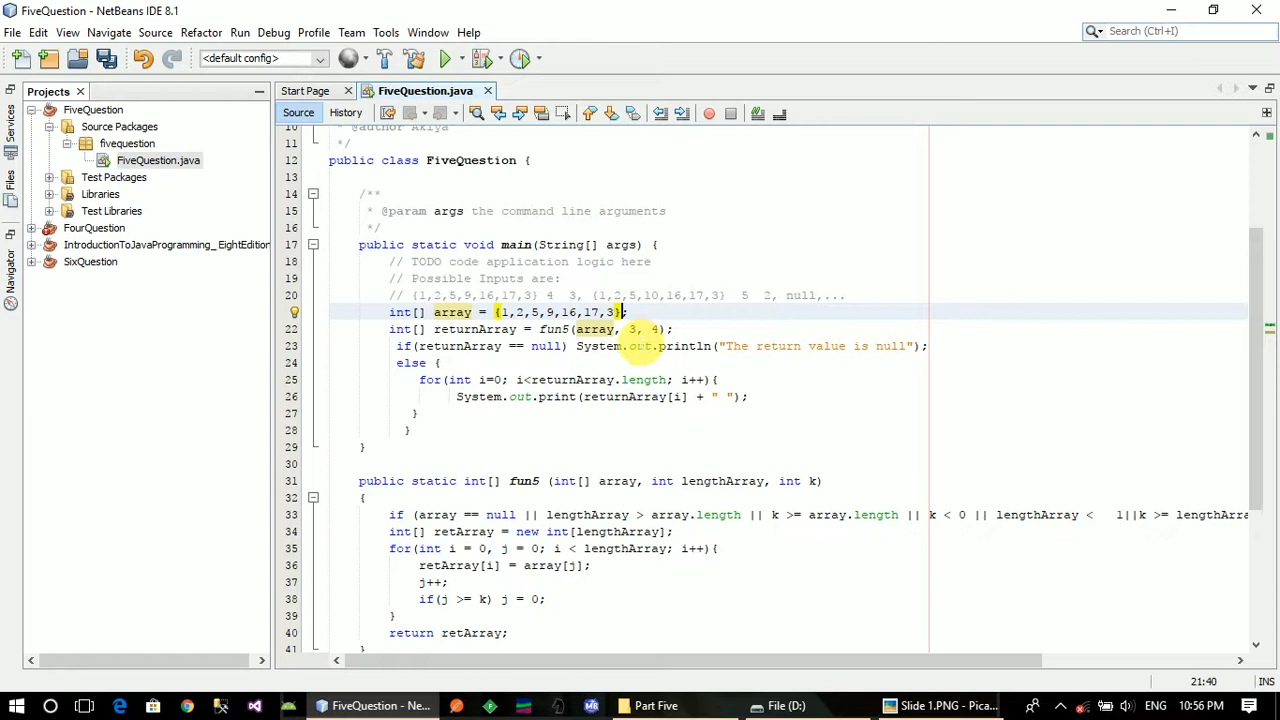 FiveQuestion - NetBeans IDE 8.1
File Edit View Navigate Source Refactor Run Debug Profile Team Tools Window Help
Search (Ctrl+I)
<default config>
Projects
Start Page
FiveQuestion.java
Services
Files
Navigator
FiveQuestion
Source Packages
fivequestion
FiveQuestion.java
Test Packages
Libraries
Test Libraries
FourQuestion
IntroductionToJavaProgramming_EightEdition
SixQuestion
Source History
10 * @author Akiya
11 */
12 public class FiveQuestion {
13
14 /**
15 * @param args the command line arguments
16 */
17 public static void main(String[] args) {
18 // TODO code application logic here
19 // Possible Inputs are:
20 // {1,2,5,9,16,17,3} 4 3, {1,2,5,10,16,17,3} 5 2, null,...
int[] array = {1,2,5,9,16,17,3};
22 int[] returnArray = fun5(array, 3, 4);
23 if(returnArray == null) System.out.println("The return value is null");
24 else {
25 for(int i=0; i<returnArray.length; i++){
26 System.out.print(returnArray[i] + " ");
27 }
28 }
29 }
30
31 public static int[] fun5 (int[] array, int lengthArray, int k)
32 {
33 if (array == null || lengthArray > array.length || k >= array.length || k < 0 || lengthArray < 1||k >= lengthArra
34 int[] retArray = new int[lengthArray];
35 for(int i = 0, j = 0; i < lengthArray; i++){
36 retArray[i] = array[j];
37 j++;
38 if(j >= k) j = 0;
39 }
40 return retArray;
41 }
21:40 INS
FiveQuestion - Ne...
Part Five
File (D:)
Slide 1.PNG - Pica...
10:56 PM